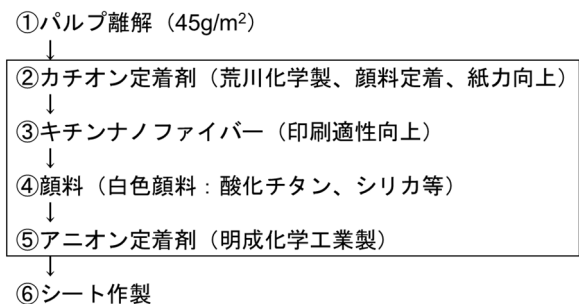 ①パルプ離解（45g/m²）
↓
②カチオン定着剤（荒川化学製、顔料定着、紙力向上）
↓
③キチンナノファイバー（印刷適性向上）
↓
④顔料（白色顔料：酸化チタン、シリカ等）
↓
⑤アニオン定着剤（明成化学工業製）
↓
⑥シート作製